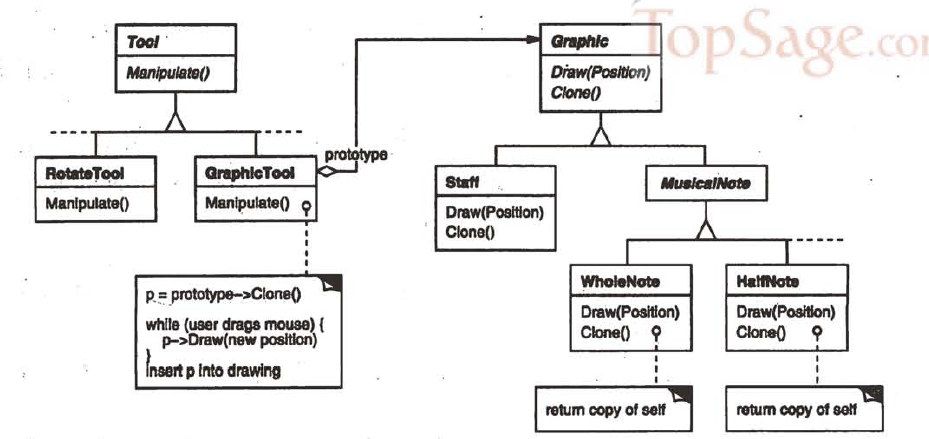 TopSage.com
Tool
Manipulate()
Graphic
Draw(Position)
Clone()
RotateTool
Manipulate()
GraphicTool
Manipulate()
prototype
Staff
Draw(Position)
Clone()
MusicalNote
p = prototype->Clone()
while (user drags mouse) {
p->Draw(new position)
}
insert p into drawing
WholeNote
Draw(Position)
Clone()
HalfNote
Draw(Position)
Clone()
return copy of self
return copy of self